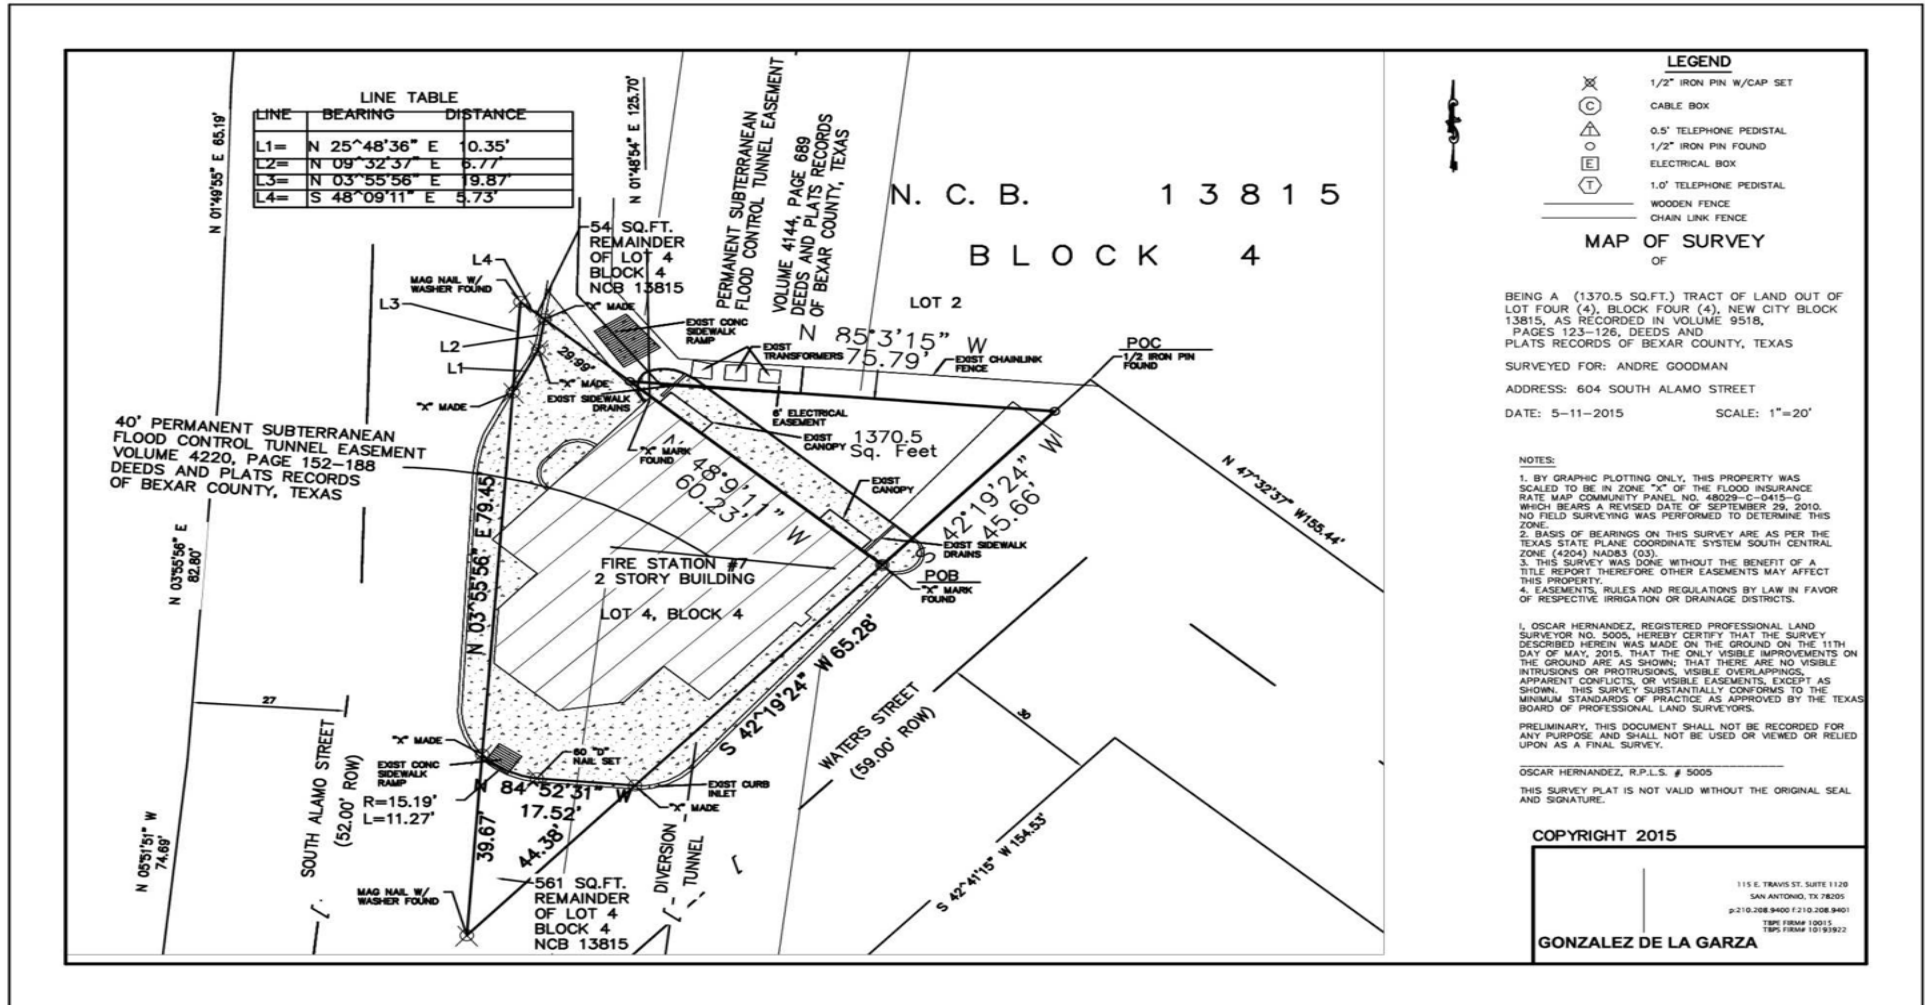 LINE TABLE
LINE BEARING DISTANCE
L1= N 25^48'36" E 10.35'
L2= N 09^32'37" E 6.77'
L3= N 03^55'56" E 19.87'
L4= S 48^09'11" E 5.73'
N 01°49'55" E 65.19'
N 01°48'54" E 125.70'
PERMANENT SUBTERRANEAN
FLOOD CONTROL TUNNEL EASEMENT
VOLUME 4144, PAGE 689
DEEDS AND PLATS RECORDS
OF BEXAR COUNTY, TEXAS
N. C. B. 13815
BLOCK 4
LOT 2
54 SQ.FT.
REMAINDER
OF LOT 4
BLOCK 4
NCB 13815
L4
MAG NAIL W/
WASHER FOUND
L3
"X" MADE
EXIST CONC
SIDEWALK
RAMP
N 85°3'15" W
75.79'
EXIST
TRANSFORMERS
EXIST CHAINLINK
FENCE
POC
1/2 IRON PIN
FOUND
L2
L1
29.99'
"X" MADE
EXIST SIDEWALK
DRAINS
"X" MADE
6' ELECTRICAL
EASEMENT
EXIST
CANOPY
1370.5
Sq. Feet
"X" MARK
FOUND
N 48°9'11" W
60.23'
EXIST
CANOPY
S 42°19'24" W
45.66'
N 47°32'37" W155.44'
40' PERMANENT SUBTERRANEAN
FLOOD CONTROL TUNNEL EASEMENT
VOLUME 4220, PAGE 152-188
DEEDS AND PLATS RECORDS
OF BEXAR COUNTY, TEXAS
N 03°55'56" E
82.80'
N 03^55'56" E 79.45'
EXIST SIDEWALK
DRAINS
POB
"X" MARK
FOUND
FIRE STATION #7
2 STORY BUILDING
LOT 4, BLOCK 4
S 42^19'24" W 65.28'
WATERS STREET
(59.00' ROW)
30
27
SOUTH ALAMO STREET
(52.00' ROW)
"X" MADE
EXIST CONC
SIDEWALK
RAMP
60 "D"
NAIL SET
EXIST CURB
INLET
"X" MADE
R=15.19'
L=11.27'
N 84^52'31" W
17.52'
39.67'
44.38'
N 05°51'51" W
74.69'
DIVERSION
TUNNEL
S 42^41'15" W 154.53'
MAG NAIL W/
WASHER FOUND
561 SQ.FT.
REMAINDER
OF LOT 4
BLOCK 4
NCB 13815
LEGEND
1/2" IRON PIN W/CAP SET
C CABLE BOX
T 0.5' TELEPHONE PEDISTAL
1/2" IRON PIN FOUND
E ELECTRICAL BOX
T 1.0' TELEPHONE PEDISTAL
WOODEN FENCE
CHAIN LINK FENCE
MAP OF SURVEY
OF
BEING A (1370.5 SQ.FT.) TRACT OF LAND OUT OF
LOT FOUR (4), BLOCK FOUR (4), NEW CITY BLOCK
13815, AS RECORDED IN VOLUME 9518,
PAGES 123-126, DEEDS AND
PLATS RECORDS OF BEXAR COUNTY, TEXAS
SURVEYED FOR: ANDRE GOODMAN
ADDRESS: 604 SOUTH ALAMO STREET
DATE: 5-11-2015 SCALE: 1"=20'
NOTES:
1. BY GRAPHIC PLOTTING ONLY, THIS PROPERTY WAS
SCALED TO BE IN ZONE "X" OF THE FLOOD INSURANCE
RATE MAP COMMUNITY PANEL NO. 48029-C-0415-G
WHICH BEARS A REVISED DATE OF SEPTEMBER 29, 2010.
NO FIELD SURVEYING WAS PERFORMED TO DETERMINE THIS
ZONE.
2. BASIS OF BEARINGS ON THIS SURVEY ARE AS PER THE
TEXAS STATE PLANE COORDINATE SYSTEM SOUTH CENTRAL
ZONE (4204) NAD83 (03).
3. THIS SURVEY WAS DONE WITHOUT THE BENEFIT OF A
TITLE REPORT THEREFORE OTHER EASEMENTS MAY AFFECT
THIS PROPERTY.
4. EASEMENTS, RULES AND REGULATIONS BY LAW IN FAVOR
OF RESPECTIVE IRRIGATION OR DRAINAGE DISTRICTS.
I, OSCAR HERNANDEZ, REGISTERED PROFESSIONAL LAND
SURVEYOR NO. 5005, HEREBY CERTIFY THAT THE SURVEY
DESCRIBED HEREIN WAS MADE ON THE GROUND ON THE 11TH
DAY OF MAY, 2015. THAT THE ONLY VISIBLE IMPROVEMENTS ON
THE GROUND ARE AS SHOWN; THAT THERE ARE NO VISIBLE
INTRUSIONS OR PROTRUSIONS, VISIBLE OVERLAPPINGS,
APPARENT CONFLICTS, OR VISIBLE EASEMENTS, EXCEPT AS
SHOWN. THIS SURVEY SUBSTANTIALLY CONFORMS TO THE
MINIMUM STANDARDS OF PRACTICE AS APPROVED BY THE TEXAS
BOARD OF PROFESSIONAL LAND SURVEYORS.
PRELIMINARY, THIS DOCUMENT SHALL NOT BE RECORDED FOR
ANY PURPOSE AND SHALL NOT BE USED OR VIEWED OR RELIED
UPON AS A FINAL SURVEY.
OSCAR HERNANDEZ, R.P.L.S. # 5005
THIS SURVEY PLAT IS NOT VALID WITHOUT THE ORIGINAL SEAL
AND SIGNATURE.
COPYRIGHT 2015
115 E. TRAVIS ST. SUITE 1120
SAN ANTONIO, TX 78205
p:210.208.9400 f:210.208.9401
TBPE FIRM# 10015
TBPS FIRM# 10193922
GONZALEZ DE LA GARZA